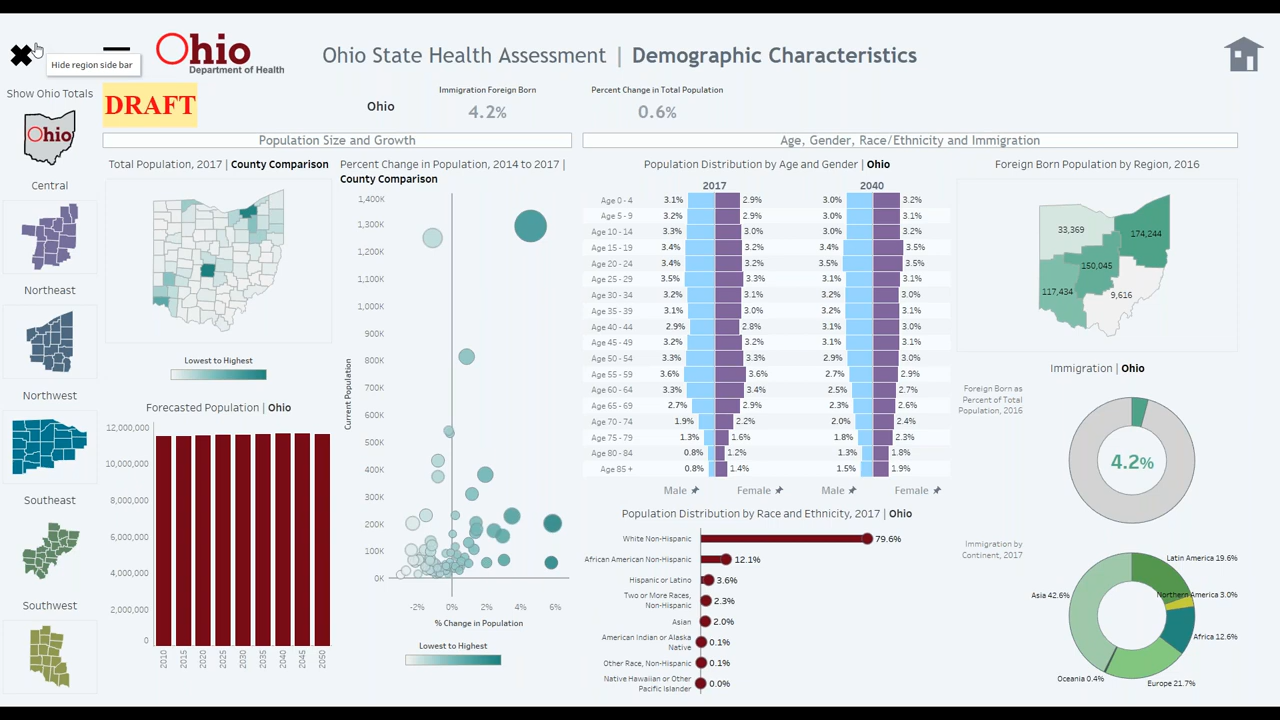 Hide region side bar
Ohio
Department of Health
Ohio State Health Assessment | Demographic Characteristics
Show Ohio Totals
Ohio
Central
Northeast
Northwest
Southeast
Southwest
DRAFT
Ohio
Immigration Foreign Born
4.2%
Percent Change in Total Population
0.6%
Population Size and Growth
Total Population, 2017 | County Comparison
Lowest to Highest
Forecasted Population | Ohio
12,000,000
10,000,000
8,000,000
6,000,000
4,000,000
2,000,000
0
2010
2015
2020
2025
2030
2035
2040
2045
2050
Percent Change in Population, 2014 to 2017 |
County Comparison
Current Population
1,400K
1,300K
1,200K
1,100K
1,000K
900K
800K
700K
600K
500K
400K
300K
200K
100K
0K
-2%
0%
2%
4%
6%
% Change in Population
Lowest to Highest
Age, Gender, Race/Ethnicity and Immigration
Population Distribution by Age and Gender | Ohio
2017 2040
Age 0 - 4 3.1% 2.9% 3.0% 3.2%
Age 5 - 9 3.2% 2.9% 3.0% 3.1%
Age 10 - 14 3.3% 3.0% 3.0% 3.2%
Age 15 - 19 3.4% 3.2% 3.4% 3.5%
Age 20 - 24 3.4% 3.2% 3.5% 3.5%
Age 25 - 29 3.5% 3.3% 3.1% 3.1%
Age 30 - 34 3.2% 3.1% 3.2% 3.0%
Age 35 - 39 3.1% 3.0% 3.2% 3.1%
Age 40 - 44 2.9% 2.8% 3.1% 3.0%
Age 45 - 49 3.2% 3.2% 3.1% 3.1%
Age 50 - 54 3.3% 3.3% 2.9% 3.0%
Age 55 - 59 3.6% 3.6% 2.7% 2.9%
Age 60 - 64 3.3% 3.4% 2.5% 2.7%
Age 65 - 69 2.7% 2.9% 2.3% 2.6%
Age 70 - 74 1.9% 2.2% 2.0% 2.4%
Age 75 - 79 1.3% 1.6% 1.8% 2.3%
Age 80 - 84 0.8% 1.2% 1.3% 1.8%
Age 85 + 0.8% 1.4% 1.5% 1.9%
Male Female Male Female
Population Distribution by Race and Ethnicity, 2017 | Ohio
White Non-Hispanic 79.6%
African American Non-Hispanic 12.1%
Hispanic or Latino 3.6%
Two or More Races,
Non-Hispanic 2.3%
Asian 2.0%
American Indian or Alaska
Native 0.1%
Other Race, Non-Hispanic 0.1%
Native Hawaiian or Other
Pacific Islander 0.0%
Foreign Born Population by Region, 2016
33,369
174,244
150,045
117,434
9,616
Immigration | Ohio
Foreign Born as
Percent of Total
Population, 2016
4.2%
Immigration by
Continent, 2017
Latin America 19.6%
Northern America 3.0%
Asia 42.6%
Africa 12.6%
Oceania 0.4%
Europe 21.7%